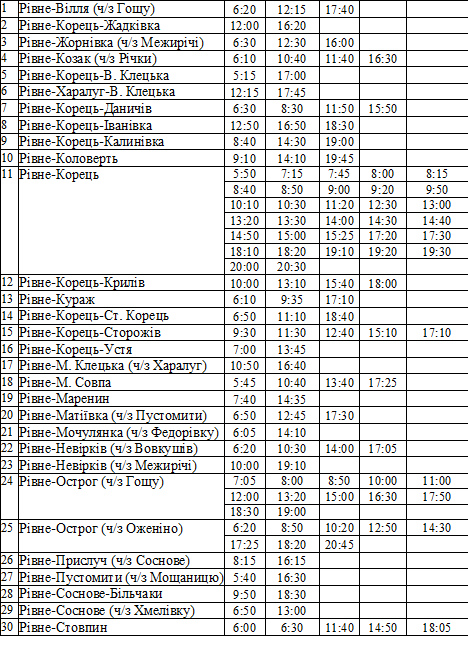 1 Рівне-Вілля (ч/з Гощу) 6:20 12:15 17:40
2 Рівне-Корець-Жадківка 12:00 16:20
3 Рівне-Жорнівка (ч/з Межирічі) 6:30 12:30 16:00
4 Рівне-Козак (ч/з Річки) 6:10 10:40 11:40 16:30
5 Рівне-Корець-В. Клецька 5:15 17:00
6 Рівне-Харалуг-В. Клецька 12:15 17:45
7 Рівне-Корець-Даничів 6:30 8:30 11:50 15:50
8 Рівне-Корець-Іванівка 12:50 16:50 18:30
9 Рівне-Корець-Калинівка 8:40 14:30 19:00
10 Рівне-Коловерть 9:10 14:10 19:45
11 Рівне-Корець 5:50 7:15 7:45 8:00 8:15
8:40 8:50 9:00 9:20 9:50
10:10 10:30 11:20 12:30 13:00
13:20 13:30 14:00 14:30 14:40
14:50 15:00 15:25 17:20 17:30
18:10 18:20 19:10 19:20 19:30
20:00 20:30
12 Рівне-Корець-Крилів 10:00 13:10 15:40 18:00
13 Рівне-Кураж 6:10 9:35 17:10
14 Рівне-Корець-Ст. Корець 6:50 11:10 18:40
15 Рівне-Корець-Сторожів 9:30 11:30 12:40 15:10 17:10
16 Рівне-Корець-Устя 7:00 13:45
17 Рівне-М. Клецька (ч/з Харалуг) 10:50 16:40
18 Рівне-М. Совпа 5:45 10:40 13:40 17:25
19 Рівне-Маренин 7:40 14:35
20 Рівне-Матіївка (ч/з Пустомити) 6:50 12:45 17:30
21 Рівне-Мочулянка (ч/з Федорівку) 6:05 14:10
22 Рівне-Невірків (ч/з Вовкушів) 6:20 10:30 14:00 17:05
23 Рівне-Невірків (ч/з Межирічі) 10:00 19:10
24 Рівне-Острог (ч/з Гощу) 7:05 8:00 8:50 10:00 11:00
12:00 13:20 15:00 16:30 17:50
18:30 19:00
25 Рівне-Острог (ч/з Оженіно) 6:20 8:50 10:20 12:50 14:30
17:25 18:20 20:45
26 Рівне-Прислуч (ч/з Соснове) 8:15 16:15
27 Рівне-Пустомити (ч/з Мощаницю) 5:40 16:30
28 Рівне-Соснове-Більчаки 9:50 18:30
29 Рівне-Соснове (ч/з Хмелівку) 6:50 13:00
30 Рівне-Стовпин 6:00 6:30 11:40 14:50 18:05